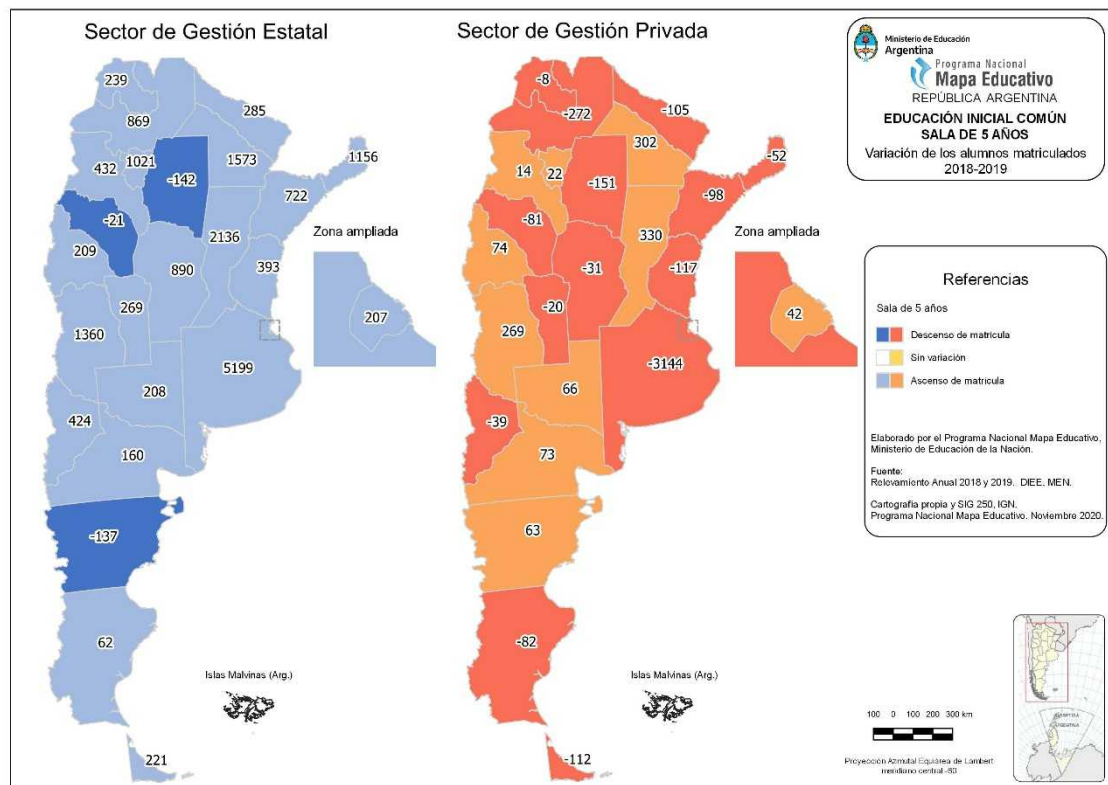 Sector de Gestión Estatal
239
869
285
432
1021
-142
1573
1156
722
-21
209
2136
890
393
269
1360
5199
208
424
160
-137
62
221
Zona ampliada
207
Islas Malvinas (Arg.)
Sector de Gestión Privada
-8
-272
-105
302
-52
14
22
-151
-98
-81
74
330
-31
-117
-20
269
-3144
66
-39
73
63
-82
-112
Zona ampliada
42
Islas Malvinas (Arg.)
Ministerio de Educación
Argentina
Programa Nacional
Mapa Educativo
REPÚBLICA ARGENTINA
EDUCACIÓN INICIAL COMÚN
SALA DE 5 AÑOS
Variación de los alumnos matriculados
2018-2019
Referencias
Sala de 5 años
Descenso de matricula
Sin variación
Ascenso de matricula
Elaborado por el Programa Nacional Mapa Educativo,
Ministerio de Educación de la Nación.
Fuente:
Relevamiento Anual 2018 y 2019. DIEE. MEN.
Cartografía propia y SIG 250, IGN.
Programa Nacional Mapa Educativo. Noviembre 2020.
100 0 100 200 300 km
Proyección Azimutal Equiárea de Lambert
meridiano central -60